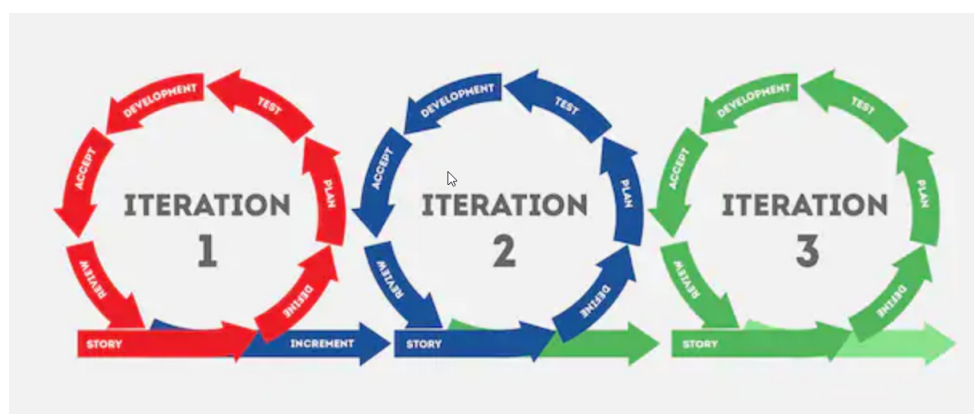 DEVELOPMENT
TEST
ACCEPT
PLAN
ITERATION
1
REVIEW
DEFINE
STORY
INCREMENT
DEVELOPMENT
TEST
ACCEPT
PLAN
ITERATION
2
REVIEW
DEFINE
STORY
DEVELOPMENT
TEST
ACCEPT
PLAN
ITERATION
3
REVIEW
DEFINE
STORY